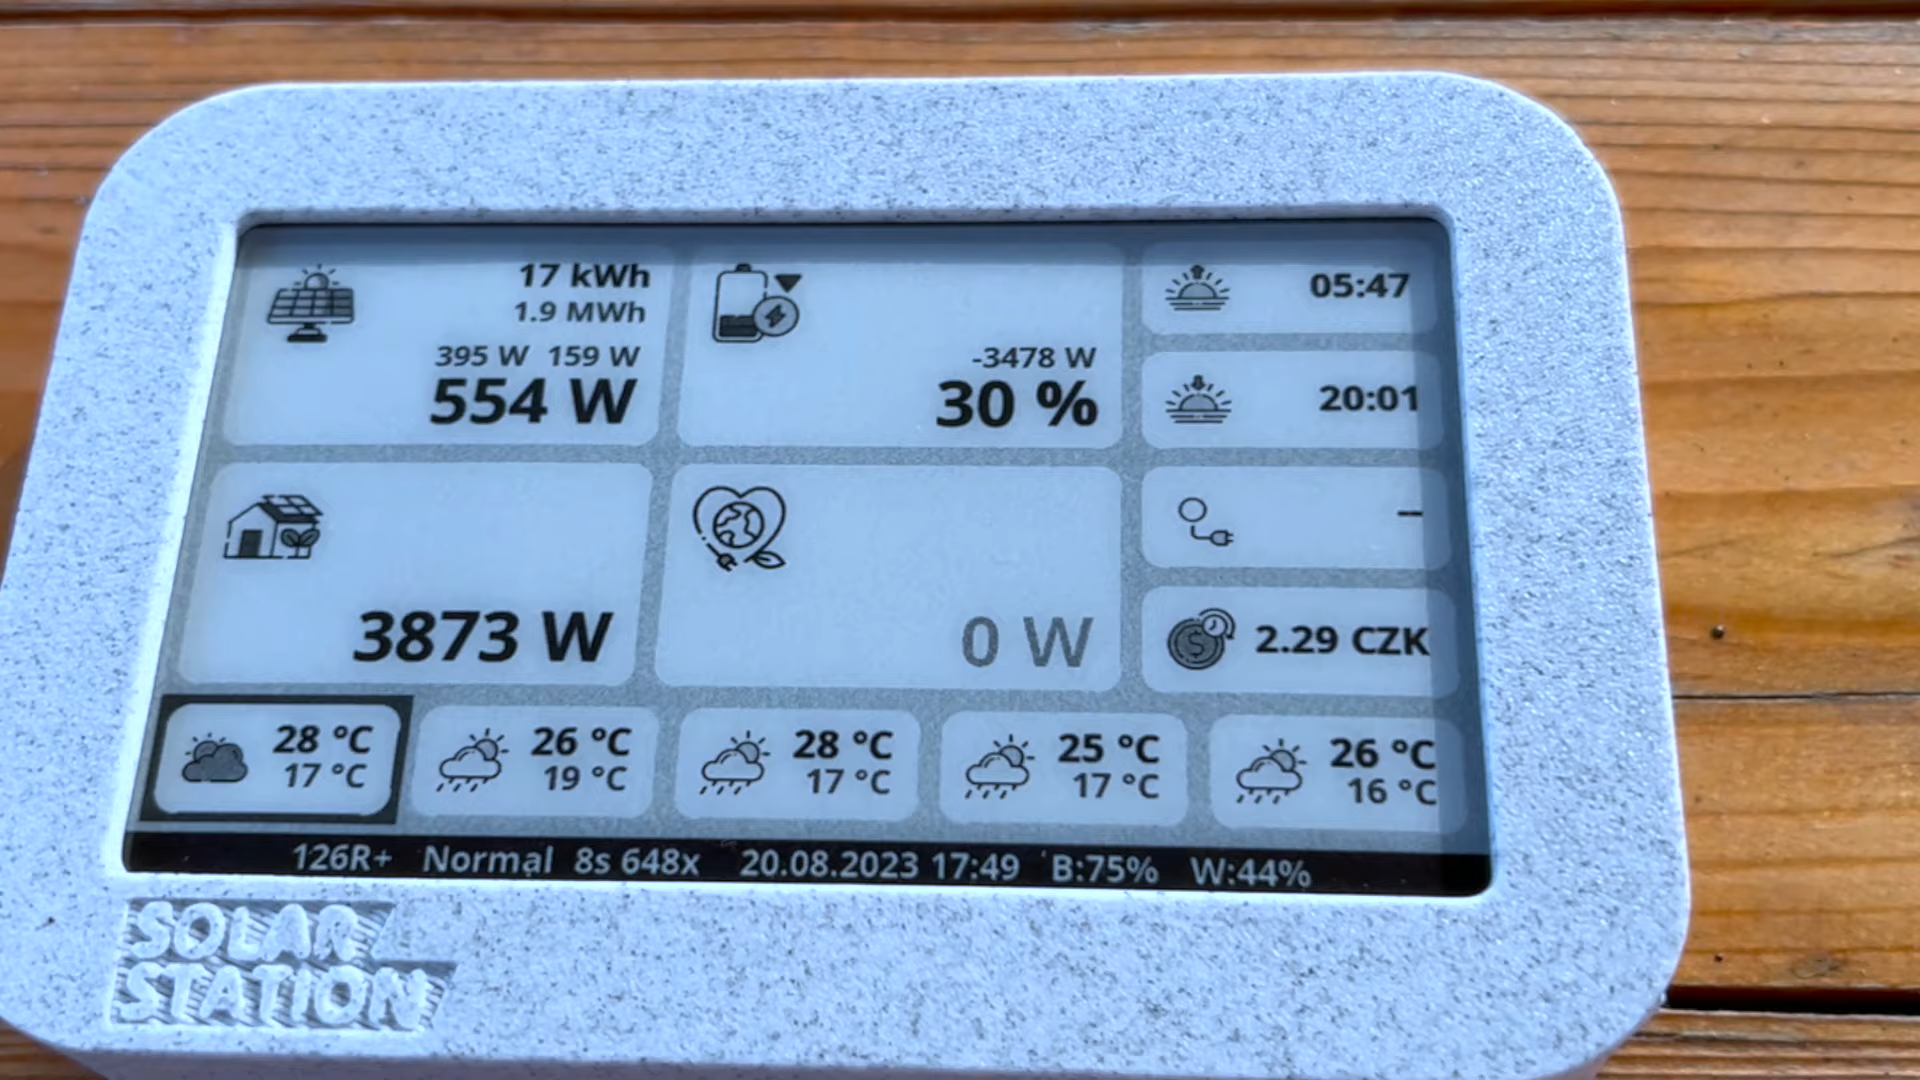 17 kWh
1.9 MWh
395 W 159 W
554 W
-3478 W
30 %
05:47
20:01
--
3873 W
0 W
2.29 CZK
28 °C
17 °C
26 °C
19 °C
28 °C
17 °C
25 °C
17 °C
26 °C
16 °C
126R+ Normal 8s 648x 20.08.2023 17:49 B:75% W:44%
SOLAR
STATION